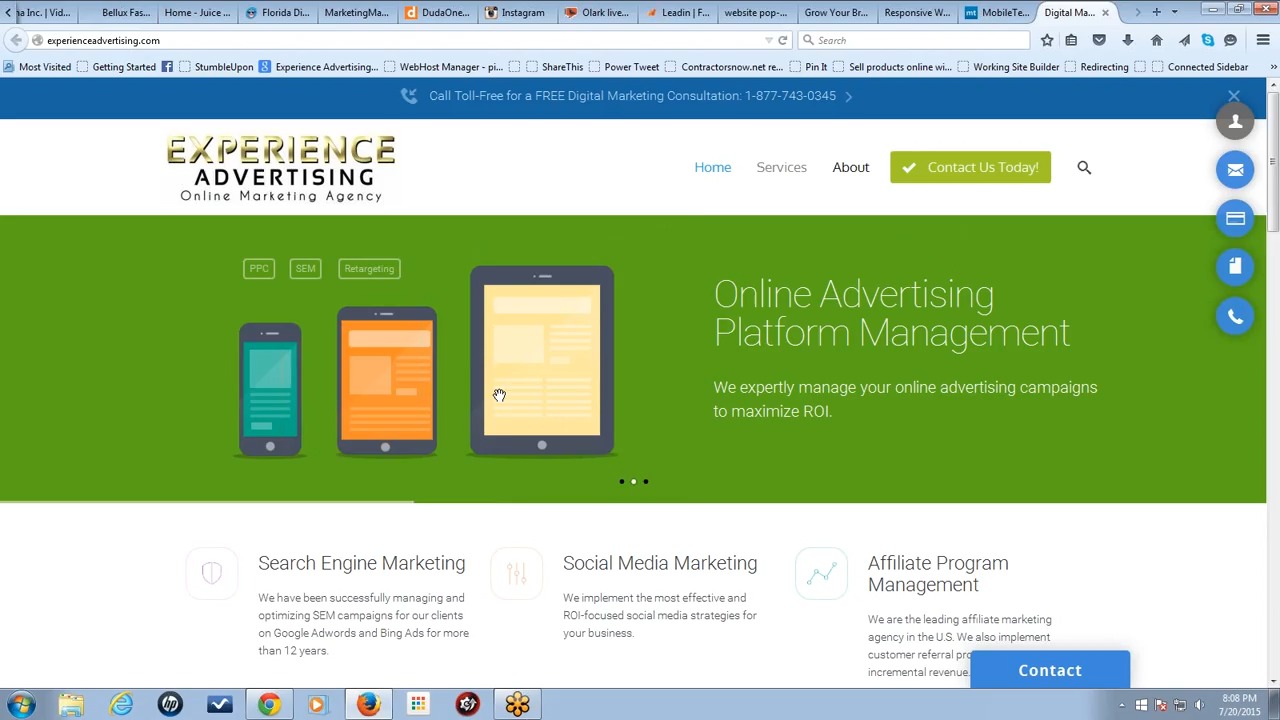 na Inc. | Vid... Bellux Fas... Home - Juice ... Florida Di... MarketingMa... DudaOne... Instagram Olark live... Leadin | F... website pop-... Grow Your Br... Responsive W... MobileTe... Digital Ma...
experienceadvertising.com Search
Most Visited Getting Started StumbleUpon Experience Advertising... WebHost Manager - pi... ShareThis Power Tweet Contractorsnow.net re... Pin It Sell products online wi... Working Site Builder Redirecting Connected Sidebar
Call Toll-Free for a FREE Digital Marketing Consultation: 1-877-743-0345
EXPERIENCE
ADVERTISING
Online Marketing Agency
Home Services About Contact Us Today!
PPC SEM Retargeting
Online Advertising
Platform Management
We expertly manage your online advertising campaigns
to maximize ROI.
Search Engine Marketing
We have been successfully managing and
optimizing SEM campaigns for our clients
on Google Adwords and Bing Ads for more
than 12 years.
Social Media Marketing
We implement the most effective and
ROI-focused social media strategies for
your business.
Affiliate Program
Management
We are the leading affiliate marketing
agency in the U.S. We also implement
customer referral pro
incremental revenue.
Contact
8:08 PM
7/20/2015